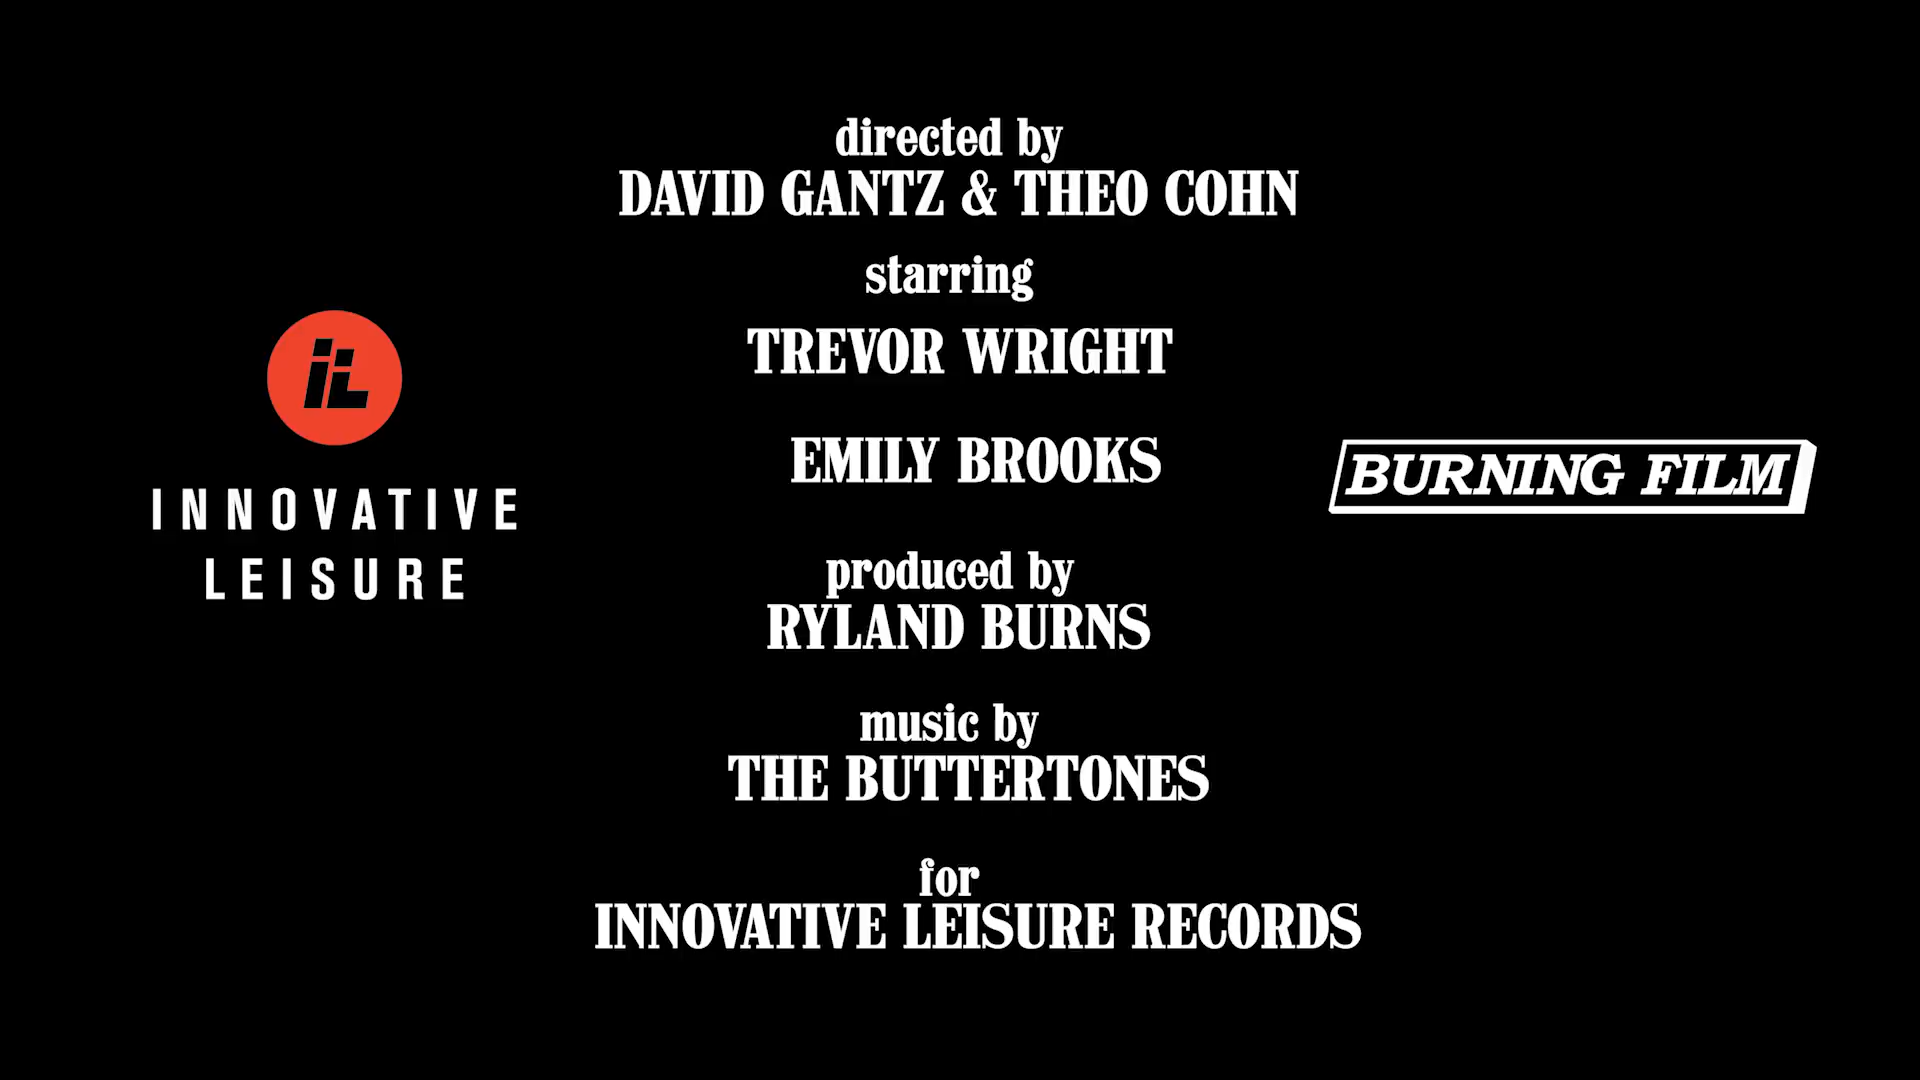 directed by
DAVID GANTZ & THEO COHN
starring
TREVOR WRIGHT
EMILY BROOKS
produced by
RYLAND BURNS
music by
THE BUTTERTONES
for
INNOVATIVE LEISURE RECORDS
iL
INNOVATIVE
LEISURE
BURNING FILM